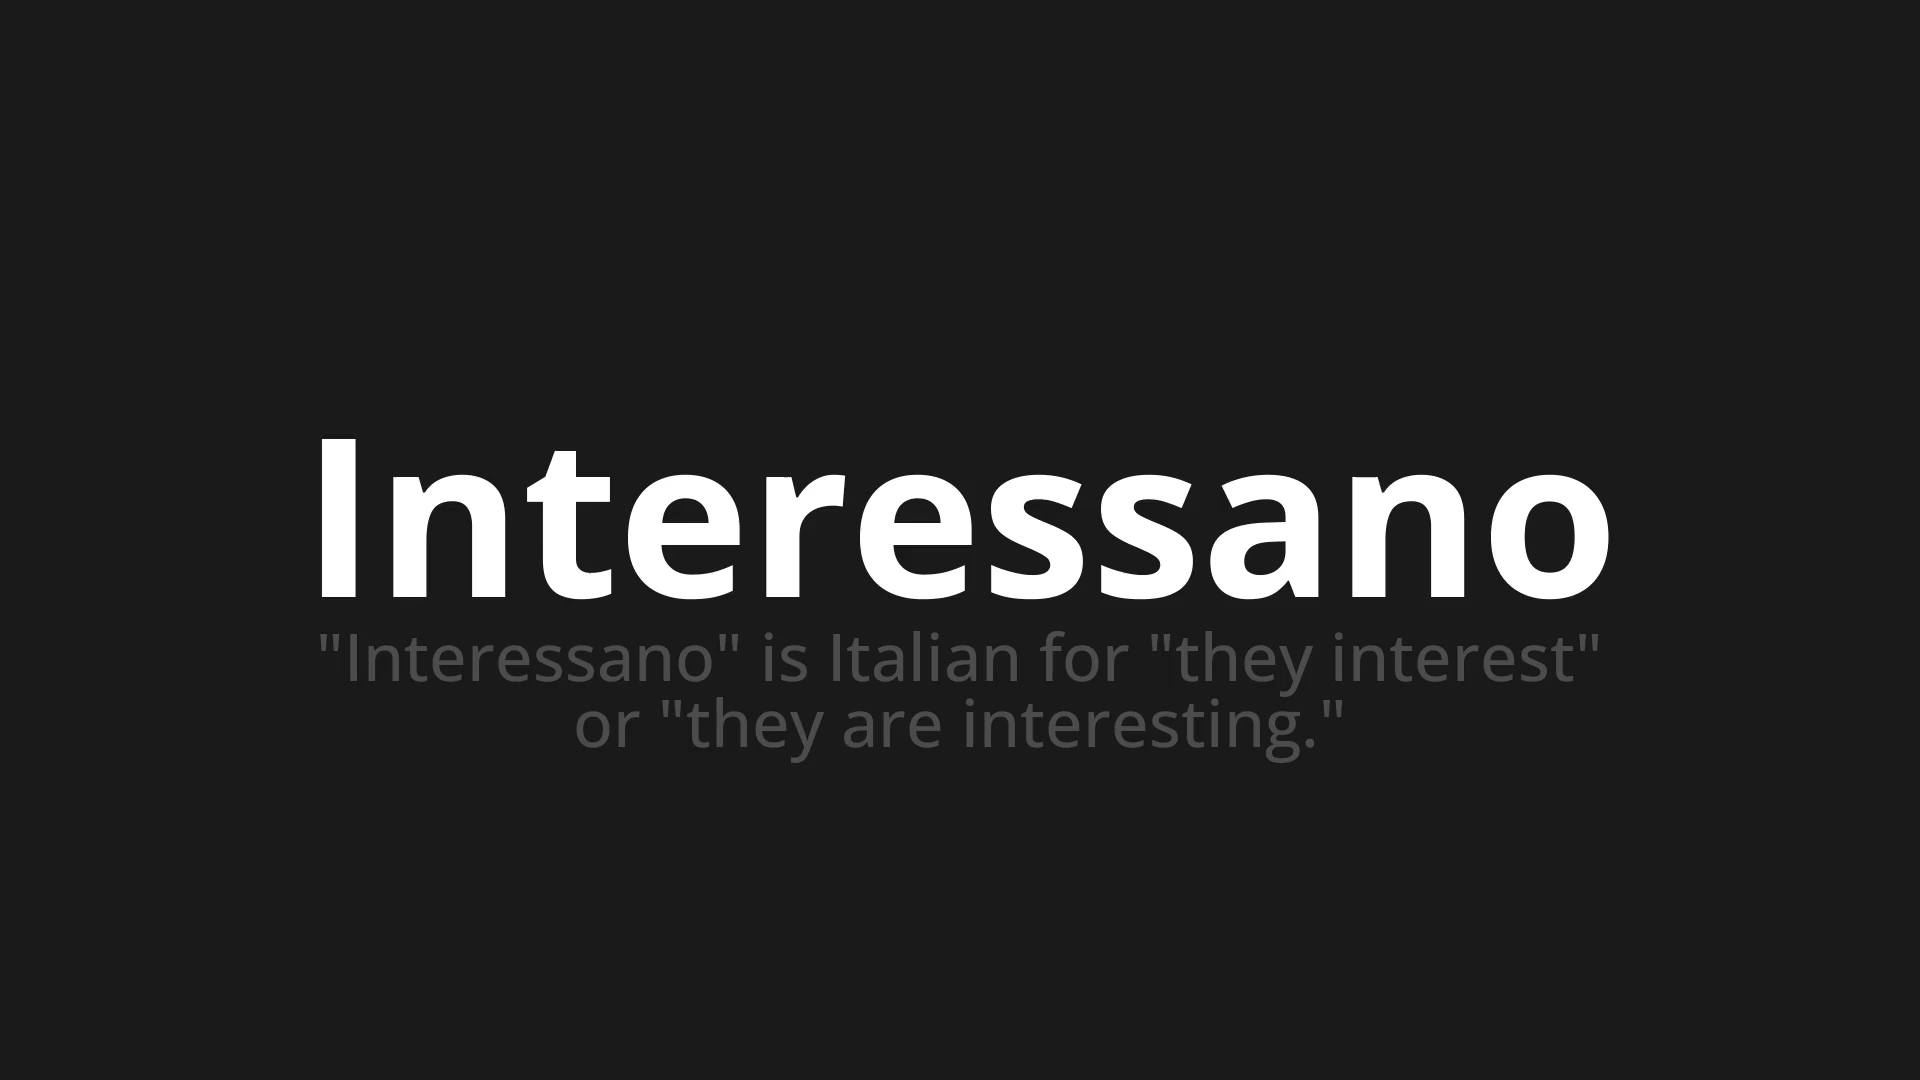 Interessano
"Interessano" is Italian for "they interest"
or "they are interesting."